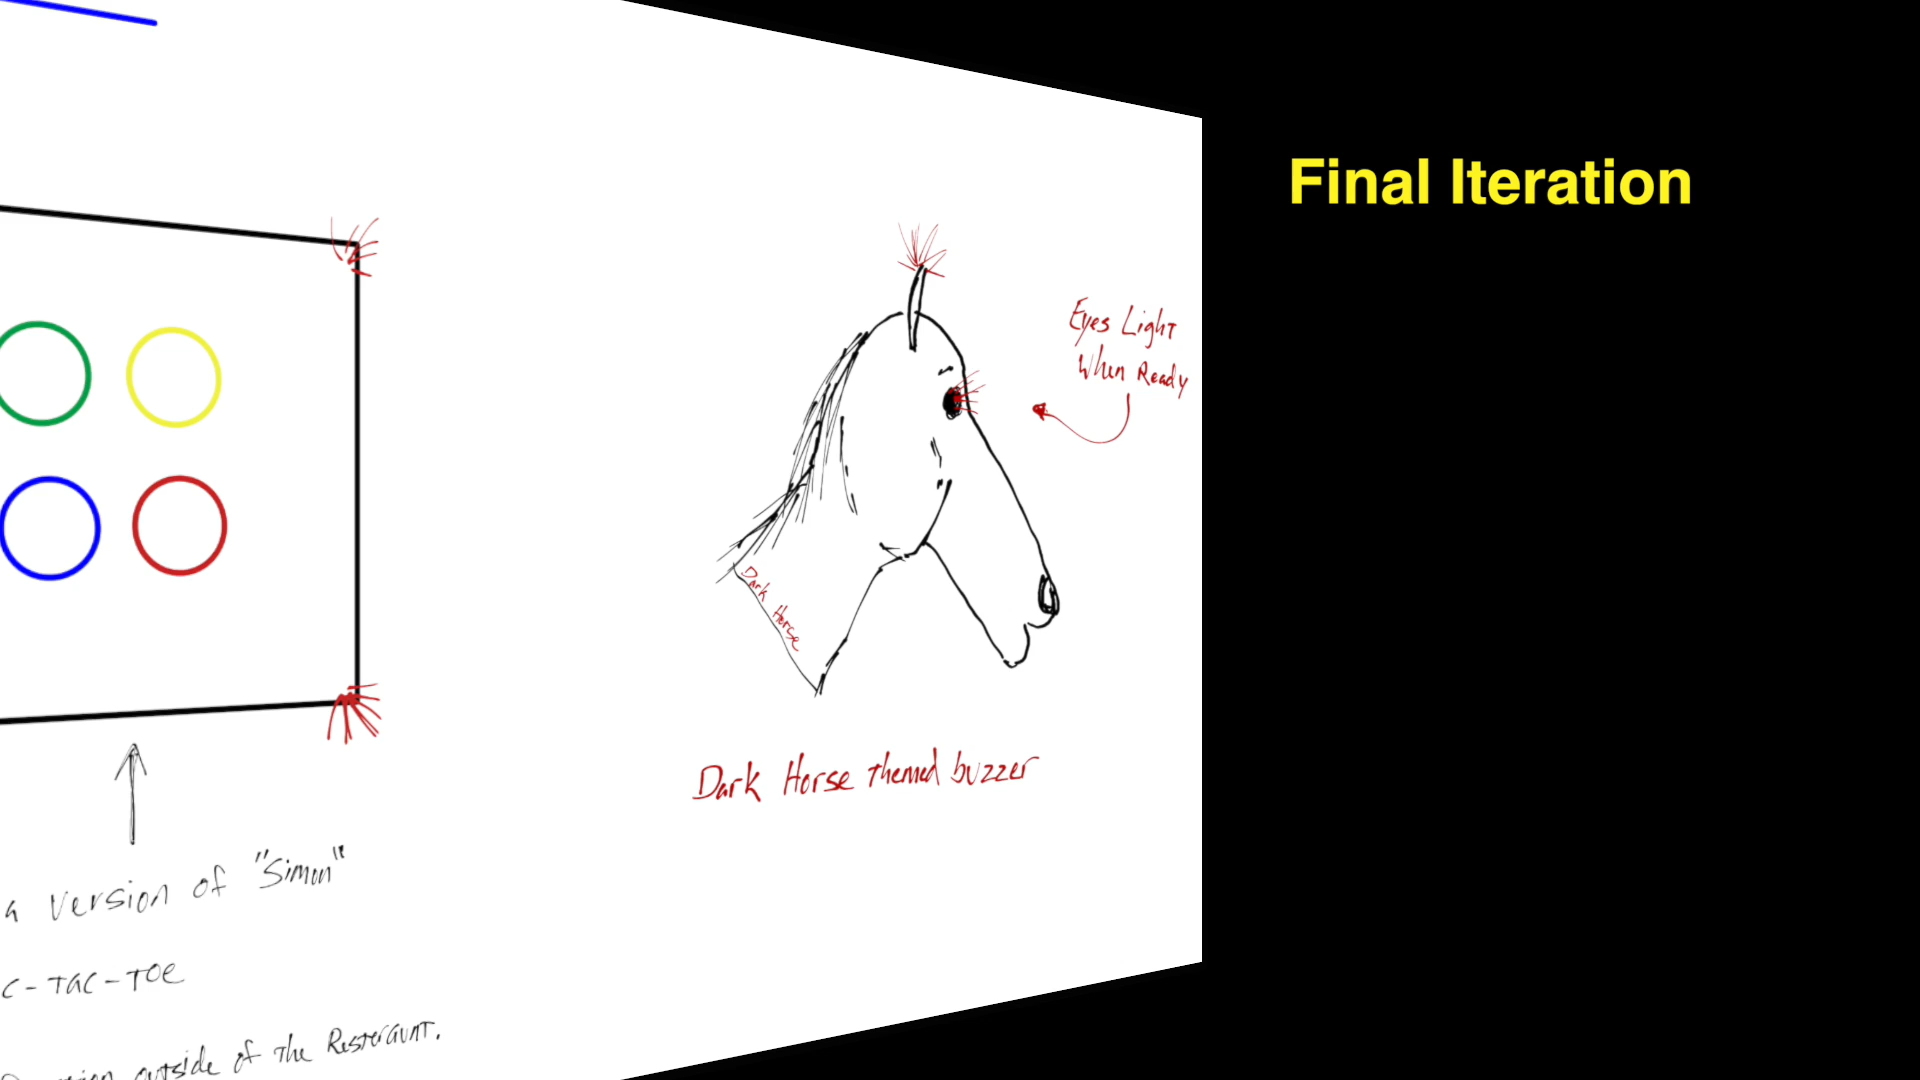 Final Iteration
Eyes Light
When Ready
Dark Horse
Dark Horse themed buzzer
a version of "Simon"
c-Tac-Toe
outside of the Resteraunt.